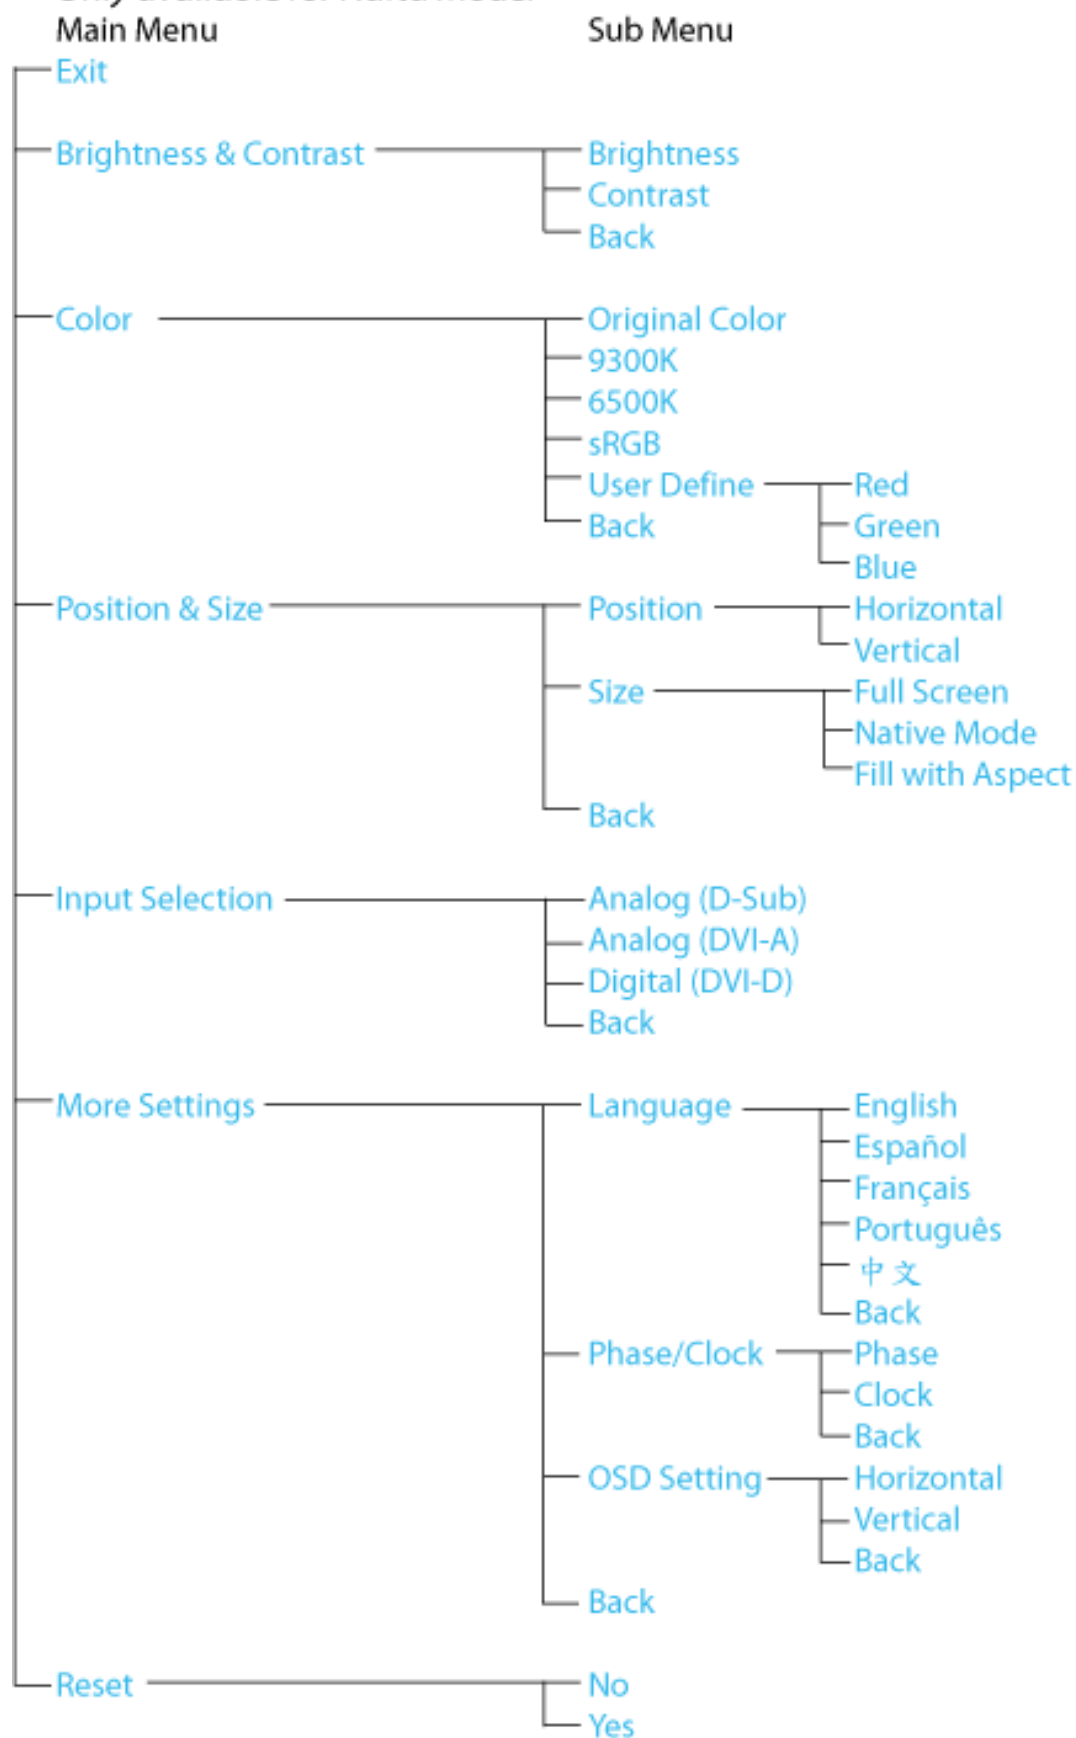 Main Menu Sub Menu
Exit
Brightness & Contrast Brightness
Contrast
Back
Color Original Color
9300K
6500K
sRGB
User Define Red
Back Green
Blue
Position & Size Position Horizontal
Vertical
Size Full Screen
Native Mode
Fill with Aspect
Back
Input Selection Analog (D-Sub)
Analog (DVI-A)
Digital (DVI-D)
Back
More Settings Language English
Español
Français
Português
中文
Back
Phase/Clock Phase
Clock
Back
OSD Setting Horizontal
Vertical
Back
Back
Reset No
Yes